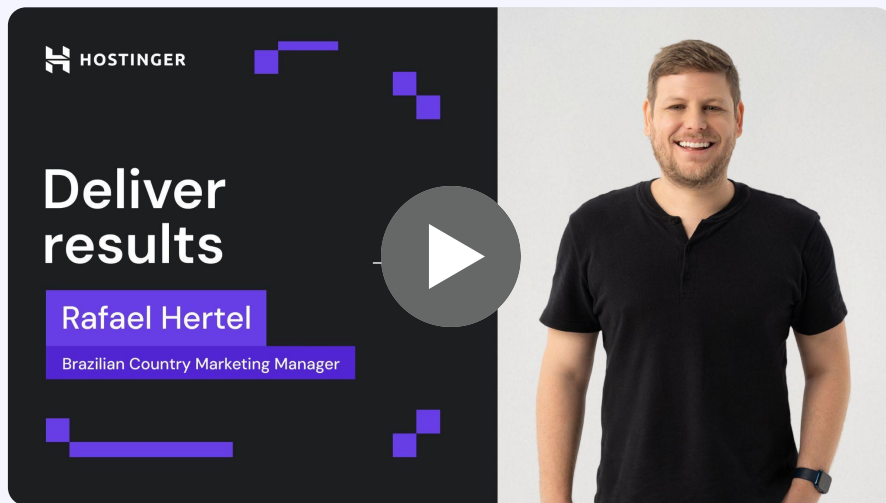 HOSTINGER
Deliver
results
Rafael Hertel
Brazilian Country Marketing Manager